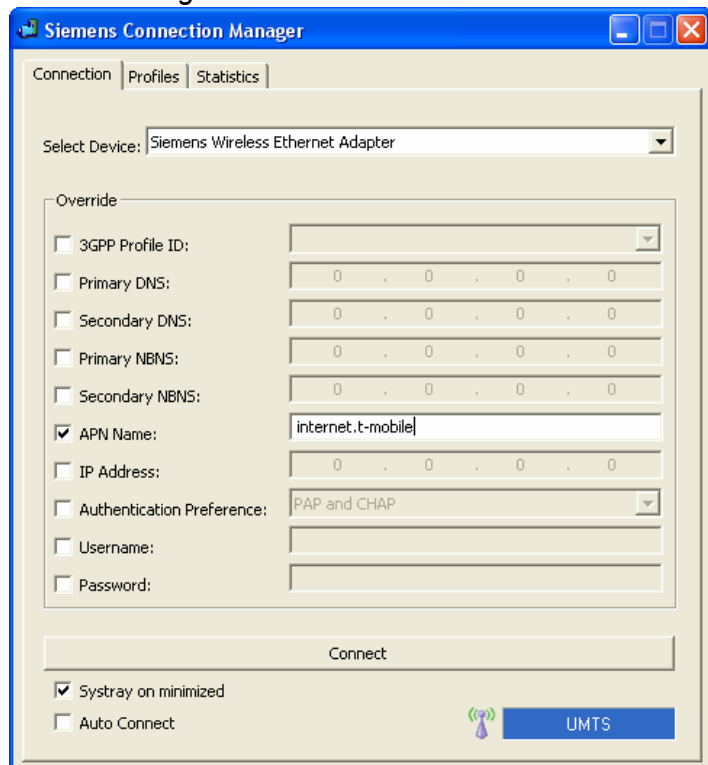 Siemens Connection Manager
Connection Profiles Statistics
Select Device: Siemens Wireless Ethernet Adapter
Override
3GPP Profile ID:
Primary DNS: 0 . 0 . 0 . 0
Secondary DNS: 0 . 0 . 0 . 0
Primary NBNS: 0 . 0 . 0 . 0
Secondary NBNS: 0 . 0 . 0 . 0
APN Name: internet.t-mobile
IP Address: 0 . 0 . 0 . 0
Authentication Preference: PAP and CHAP
Username:
Password:
Connect
Systray on minimized
Auto Connect UMTS